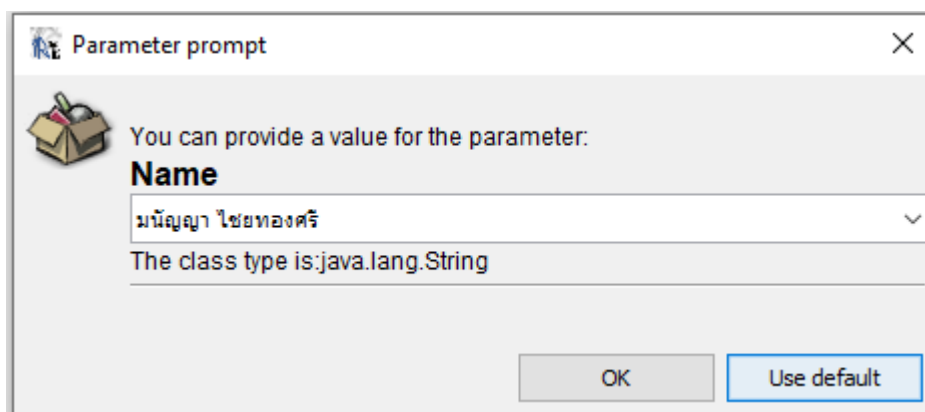 Parameter prompt
You can provide a value for the parameter:
Name
มนัญญา ไชยทองศรี
The class type is:java.lang.String
OK
Use default